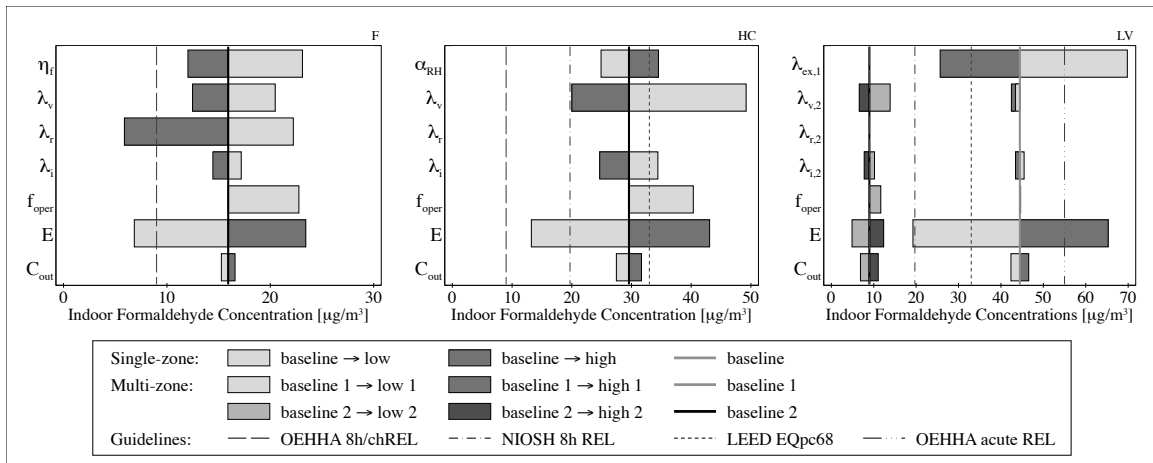 F
η_f
λ_v
λ_r
λ_i
f_oper
E
C_out
0 10 20 30
Indoor Formaldehyde Concentration [μg/m³]
HC
α_RH
λ_v
λ_r
λ_i
f_oper
E
C_out
0 10 20 30 40 50
Indoor Formaldehyde Concentration [μg/m³]
LV
λ_ex,1
λ_v,2
λ_r,2
λ_i,2
f_oper
E
C_out
0 10 20 30 40 50 60 70
Indoor Formaldehyde Concentrations [μg/m³]
Single-zone: baseline → low baseline → high baseline
Multi-zone: baseline 1 → low 1 baseline 1 → high 1 baseline 1
baseline 2 → low 2 baseline 2 → high 2 baseline 2
Guidelines: OEHHA 8h/chREL NIOSH 8h REL LEED EQpc68 OEHHA acute REL